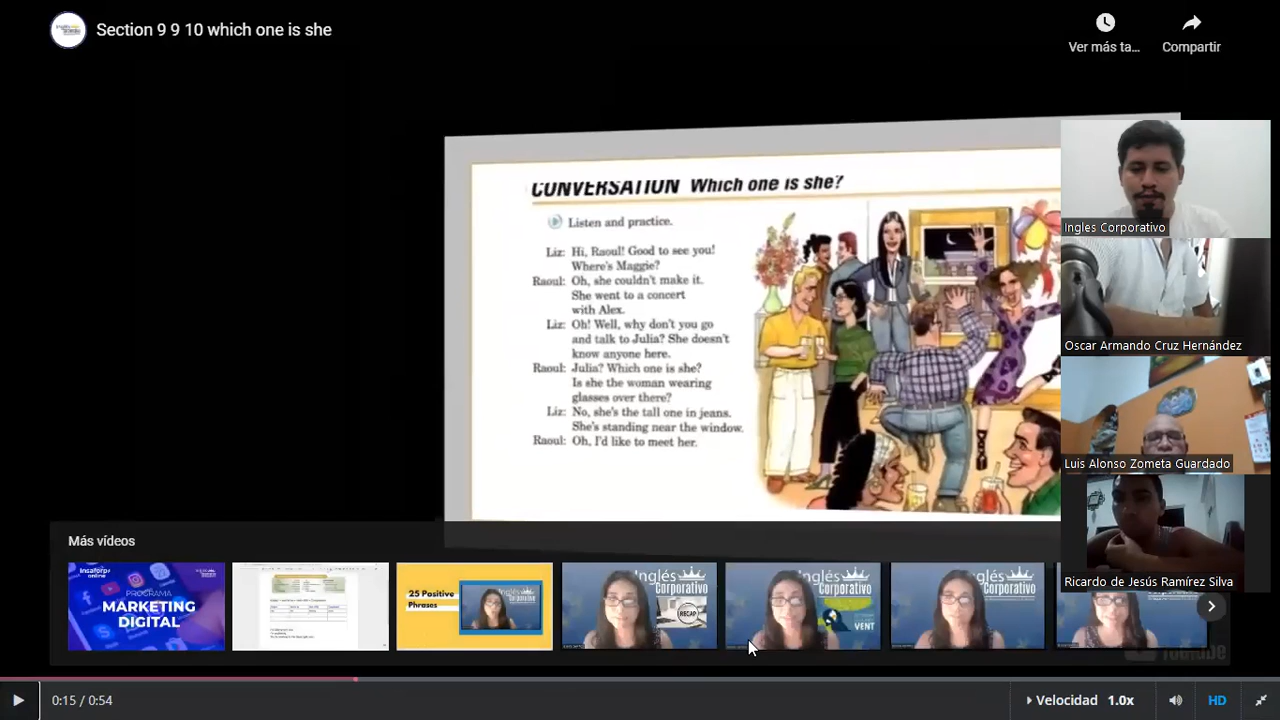 Section 9 9 10 which one is she
Ver más ta...
Compartir
CONVERSATION Which one is she?
Listen and practice.
Liz: Hi, Raoul! Good to see you!
Where's Maggie?
Raoul: Oh, she couldn't make it.
She went to a concert
with Alex.
Liz: Oh! Well, why don't you go
and talk to Julia? She doesn't
know anyone here.
Raoul: Julia? Which one is she?
Is she the woman wearing
glasses over there?
Liz: No, she's the tall one in jeans.
She's standing near the window.
Raoul: Oh, I'd like to meet her.
Ingles Corporativo
Oscar Armando Cruz Hernández
Luis Alonso Zometa Guardado
Ricardo de Jesús Ramírez Silva
Más vídeos
insaforp
online
PROGRAMA
MARKETING
DIGITAL
25 Positive
Phrases
Inglés
Corporativo
RECAP
Inglés
Corporativo
VENT
Inglés
Corporativo
YouTube
0:15 / 0:54
Velocidad 1.0x
HD